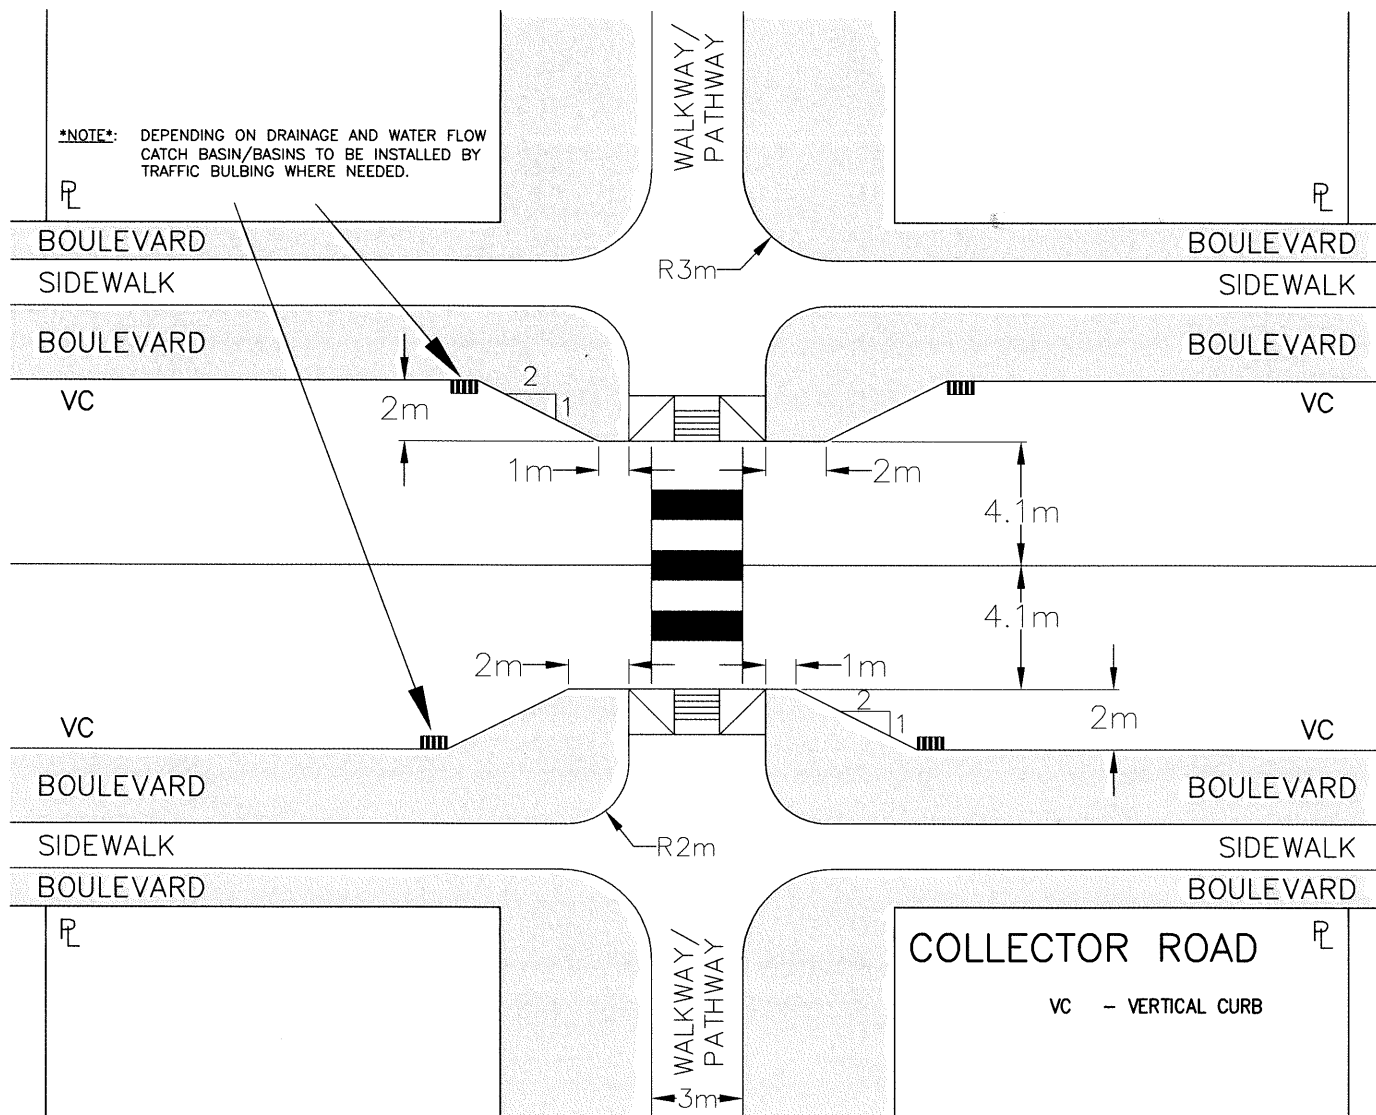 WALKWAY/
PATHWAY
*NOTE*: DEPENDING ON DRAINAGE AND WATER FLOW
CATCH BASIN/BASINS TO BE INSTALLED BY
TRAFFIC BULBING WHERE NEEDED.
PL
PL
BOULEVARD
BOULEVARD
R3m
SIDEWALK
SIDEWALK
BOULEVARD
BOULEVARD
VC
2m
2
1
VC
1m
2m
4.1m
4.1m
2m
1m
VC
2
1
2m
VC
BOULEVARD
BOULEVARD
SIDEWALK
R2m
SIDEWALK
BOULEVARD
BOULEVARD
PL
WALKWAY/
PATHWAY
COLLECTOR ROAD
PL
VC - VERTICAL CURB
3m